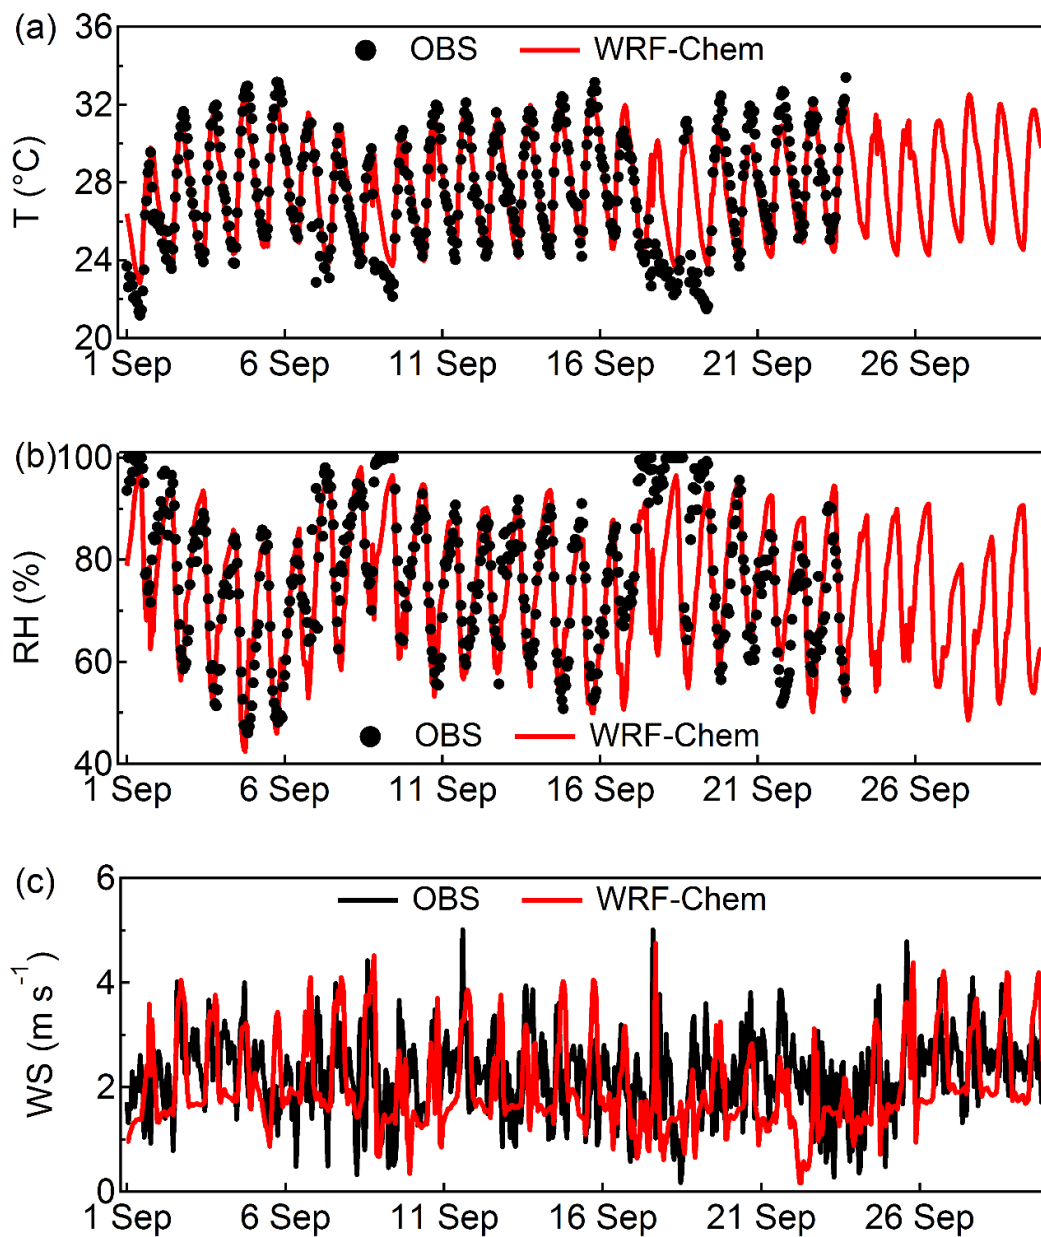 (a)
36
32
28
24
20
T (°C)
OBS WRF-Chem
1 Sep 6 Sep 11 Sep 16 Sep 21 Sep 26 Sep
(b)
100
80
60
40
RH (%)
OBS WRF-Chem
1 Sep 6 Sep 11 Sep 16 Sep 21 Sep 26 Sep
(c)
6
4
2
0
WS (m s⁻¹)
OBS WRF-Chem
1 Sep 6 Sep 11 Sep 16 Sep 21 Sep 26 Sep